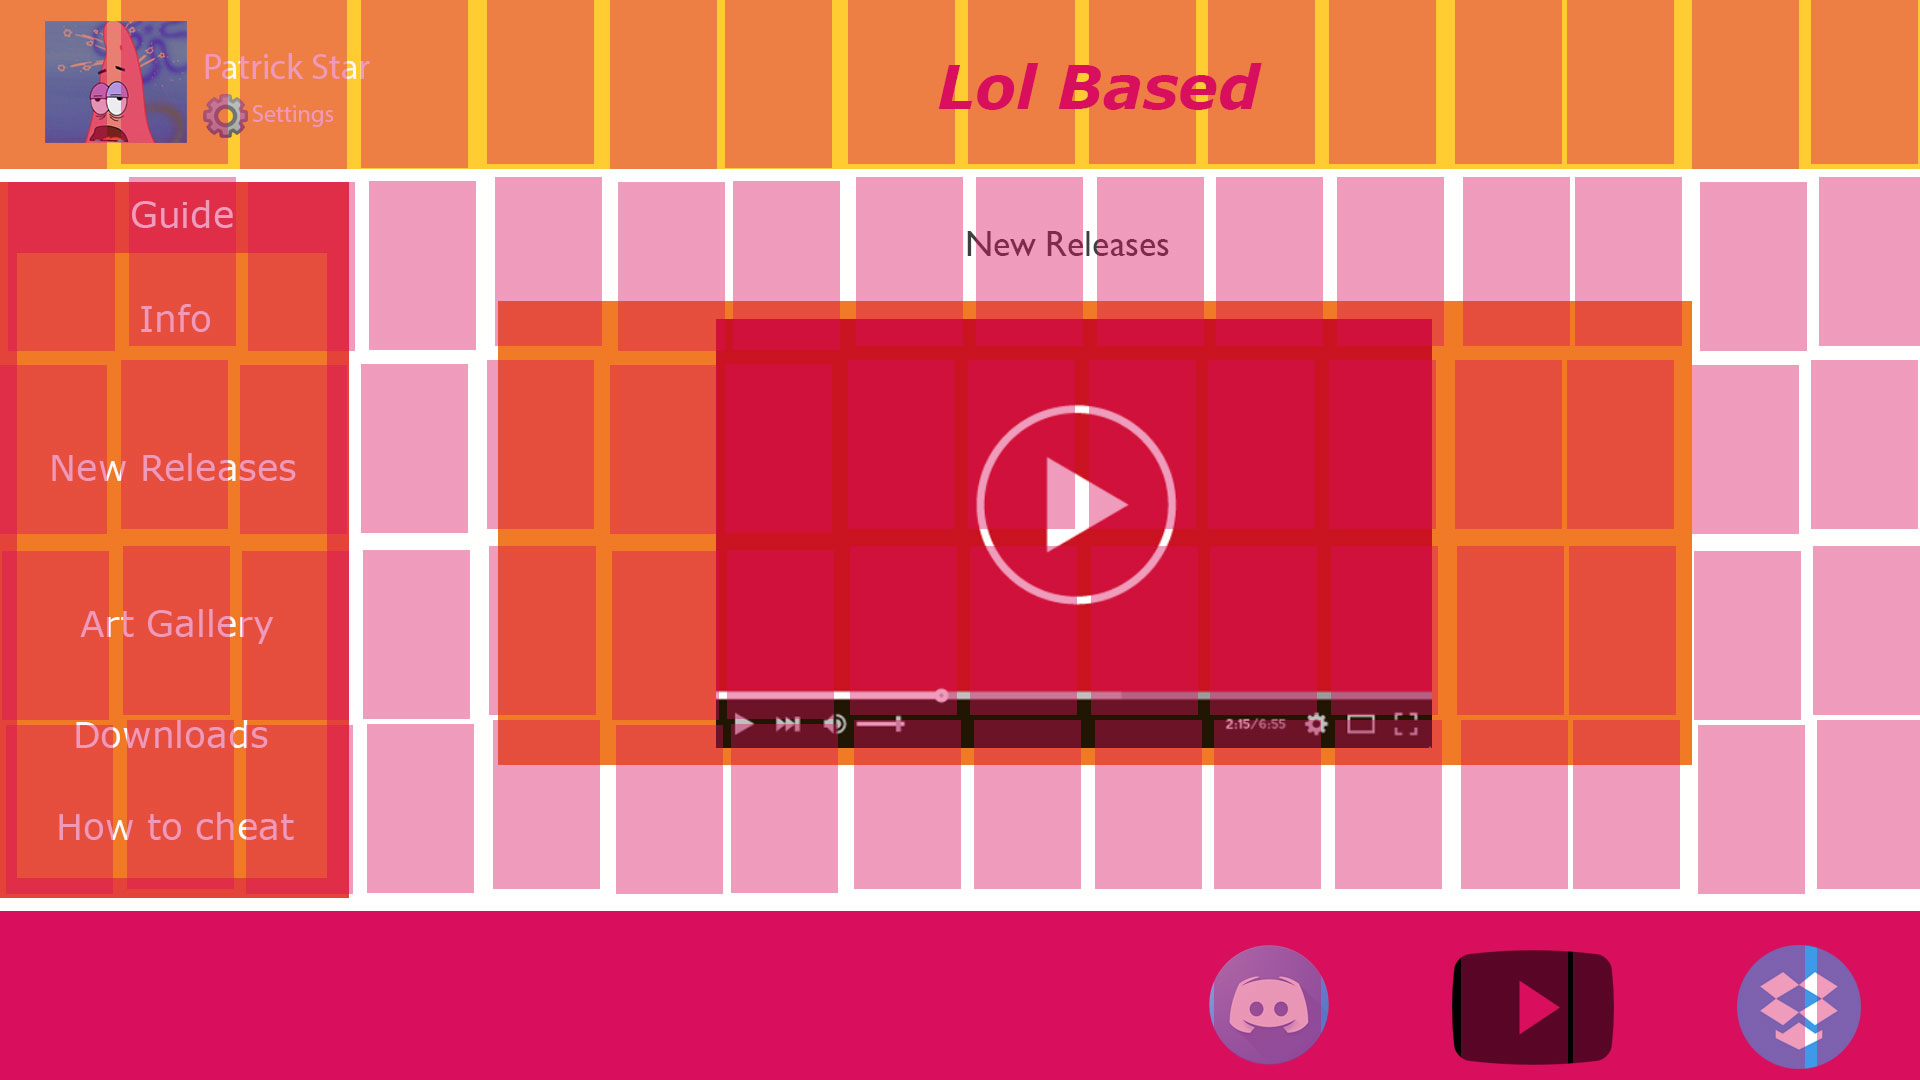 Patrick Star
Settings
Lol Based
Guide
Info
New Releases
Art Gallery
Downloads
How to cheat
New Releases
2:15/6:55